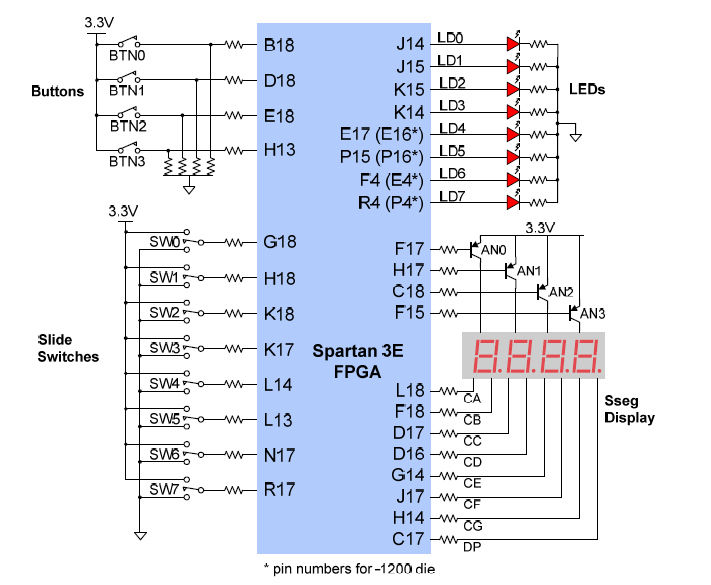 3.3V
BTN0
BTN1
BTN2
BTN3
Buttons
B18
D18
E18
H13
3.3V
SW0
SW1
SW2
SW3
SW4
SW5
SW6
SW7
Slide
Switches
G18
H18
K18
K17
L14
L13
N17
R17
Spartan 3E
FPGA
J14 LD0
J15 LD1
K15 LD2
K14 LD3
E17 (E16*) LD4
P15 (P16*) LD5
F4 (E4*) LD6
R4 (P4*) LD7
LEDs
3.3V
F17 AN0
H17 AN1
C18 AN2
F15 AN3
8.8.8.8.
Sseg
Display
L18 CA
F18 CB
D17 CC
D16 CD
G14 CE
J17 CF
H14 CG
C17 DP
* pin numbers for -1200 die